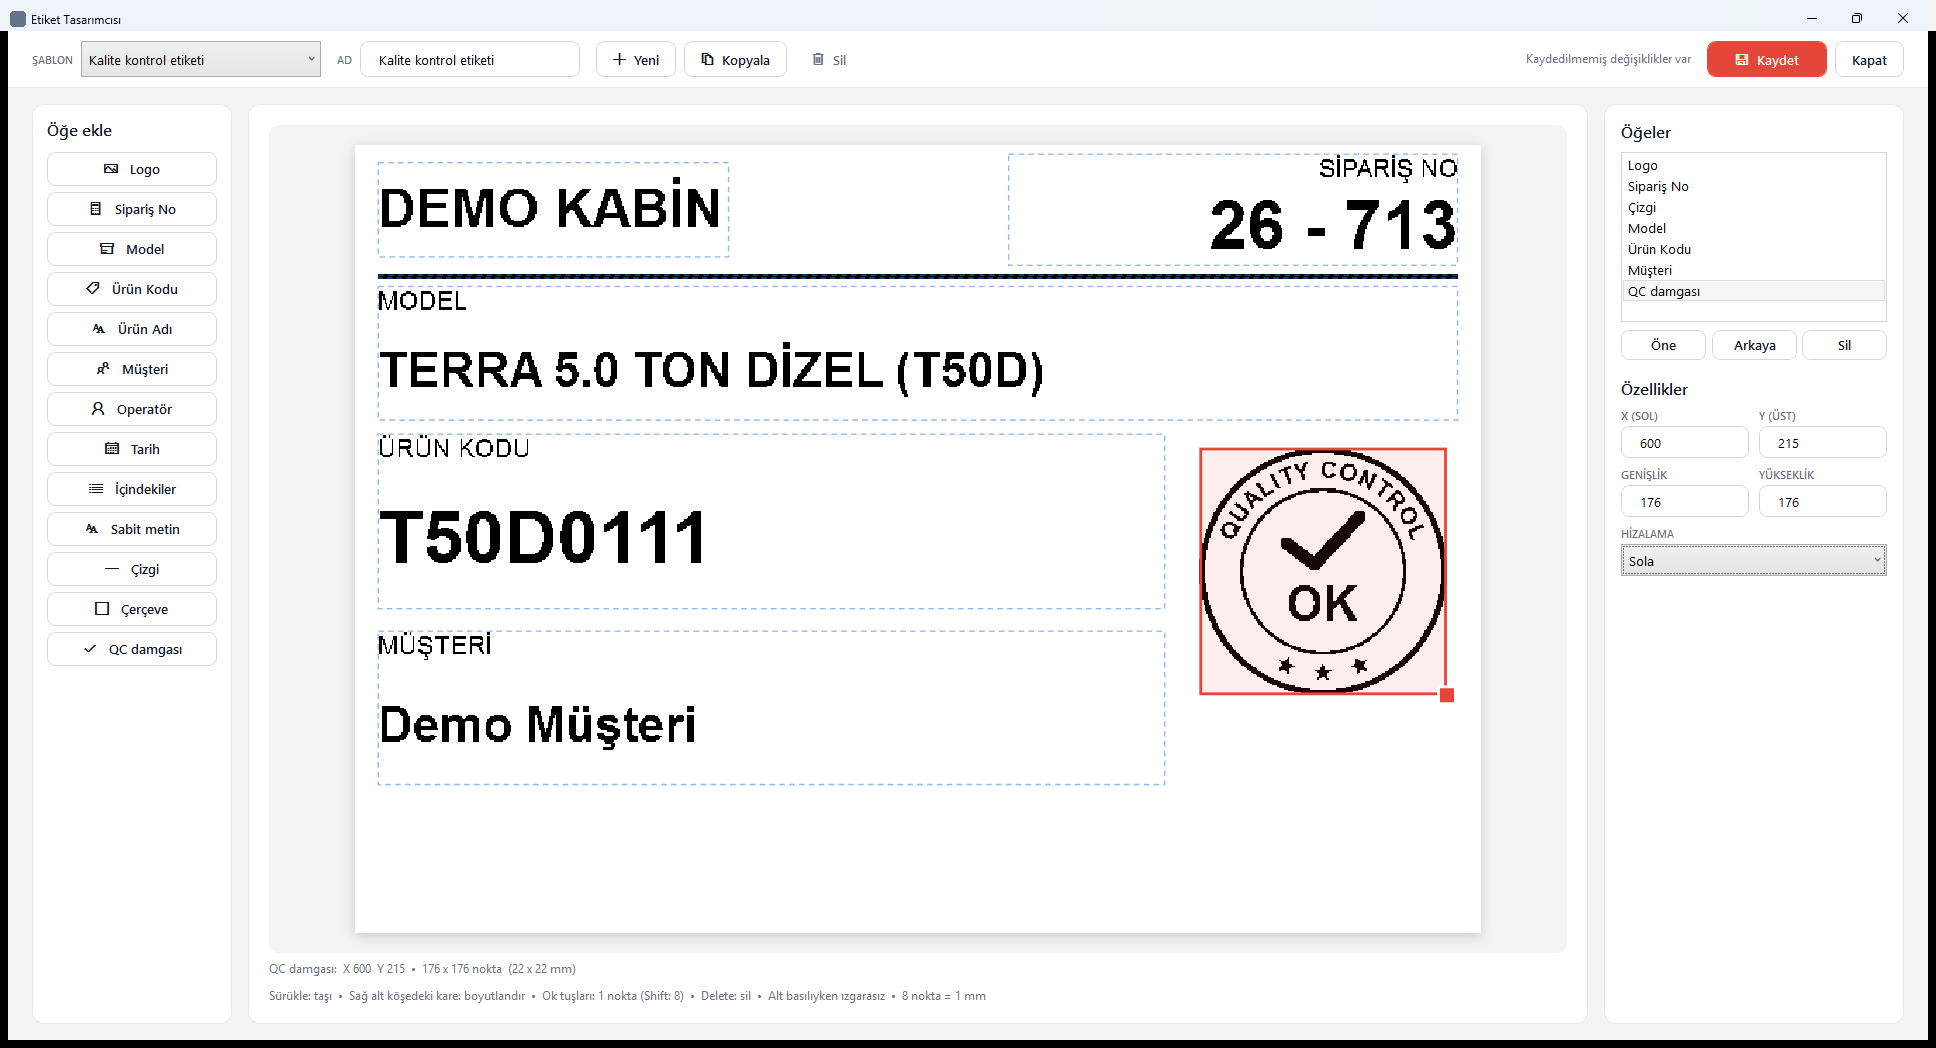 Etiket Tasarımcısı
ŞABLON
Kalite kontrol etiketi
AD
Kalite kontrol etiketi
Yeni
Kopyala
Sil
Kaydedilmemiş değişiklikler var
Kaydet
Kapat
Öğe ekle
Logo
Sipariş No
Model
Ürün Kodu
Ürün Adı
Müşteri
Operatör
Tarih
İçindekiler
Sabit metin
Çizgi
Çerçeve
QC damgası
DEMO KABİN
SİPARİŞ NO
26 - 713
MODEL
TERRA 5.0 TON DİZEL (T50D)
ÜRÜN KODU
T50D0111
MÜŞTERİ
Demo Müşteri
QUALITY CONTROL
OK
QC damgası: X 600 Y 215 • 176 x 176 nokta (22 x 22 mm)
Sürükle: taşı • Sağ alt köşedeki kare: boyutlandır • Ok tuşları: 1 nokta (Shift: 8) • Delete: sil • Alt basılıyken ızgarasız • 8 nokta = 1 mm
Öğeler
Logo
Sipariş No
Çizgi
Model
Ürün Kodu
Müşteri
QC damgası
Öne
Arkaya
Sil
Özellikler
X (SOL)
Y (ÜST)
600
215
GENİŞLİK
YÜKSEKLİK
176
176
HİZALAMA
Sola